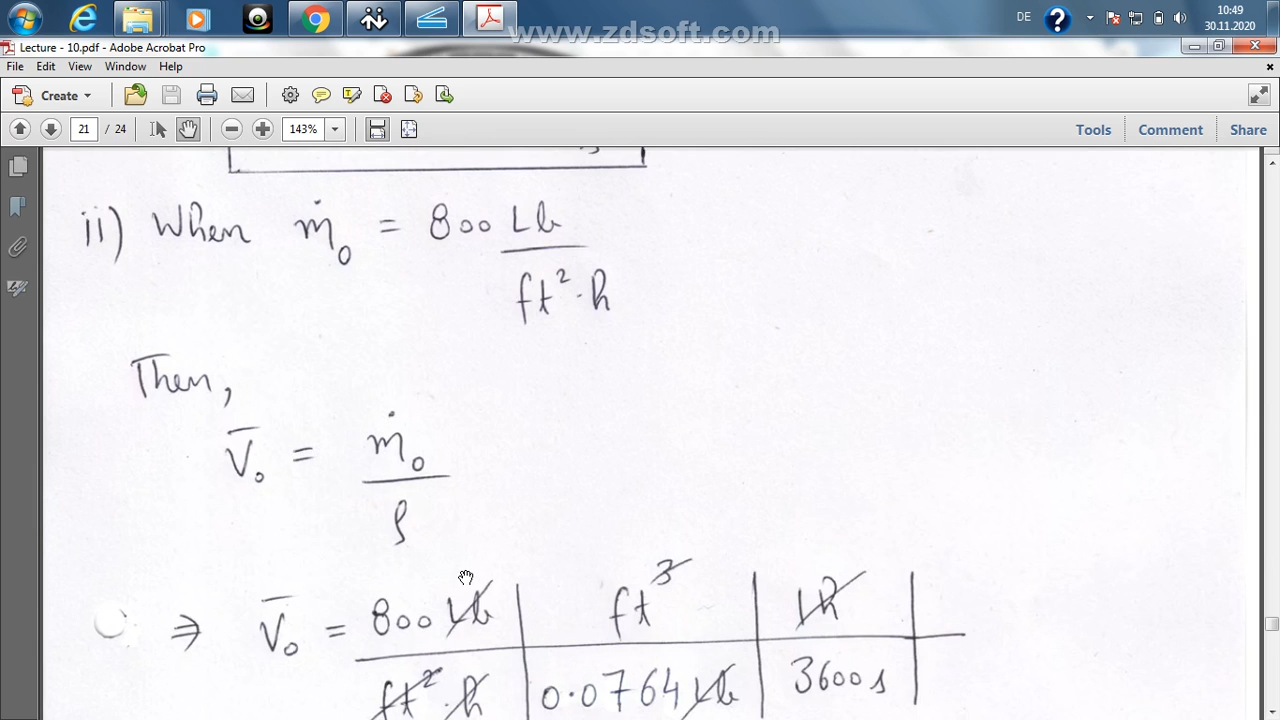 DE
10:49
30.11.2020
www.zdsoft.com
Lecture - 10.pdf - Adobe Acrobat Pro
File Edit View Window Help
Create
21 / 24 143% Tools Comment Share
ii) When ṁ₀ = 800 Lb
ft² · h
Then,
V̅₀ = ṁ₀
ρ
⇒ V̅₀ = 800 Lb | ft³ | 1h |
ft² · h | 0.0764 Lb | 3600 s |